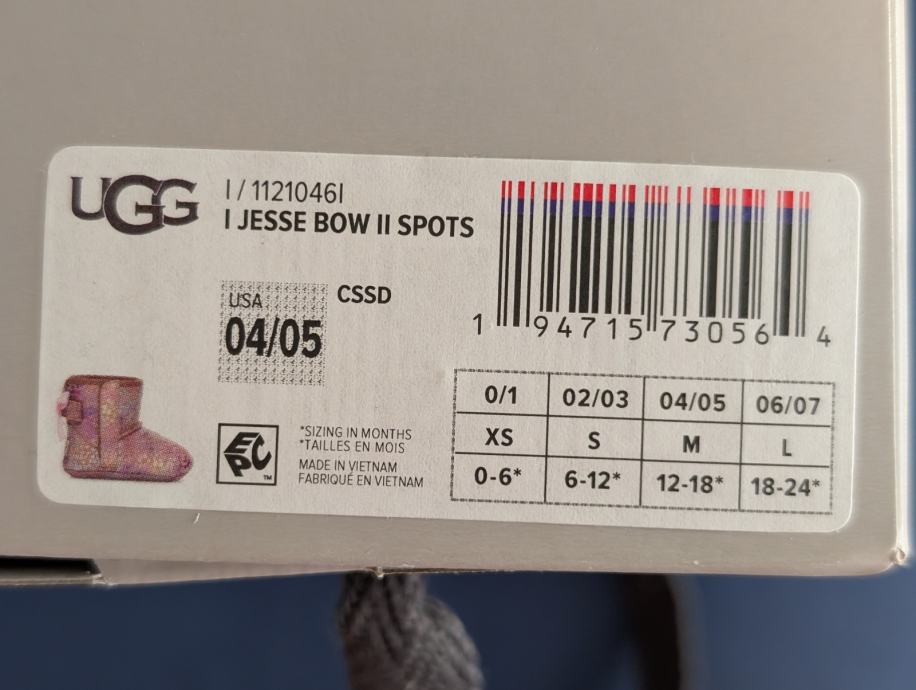 UGG
I / 1121046I
I JESSE BOW II SPOTS
USA
04/05
CSSD
1 94715 73056 4
EPC ™
*SIZING IN MONTHS
*TAILLES EN MOIS
MADE IN VIETNAM
FABRIQUÉ EN VIETNAM
0/1 02/03 04/05 06/07
XS S M L
0-6* 6-12* 12-18* 18-24*